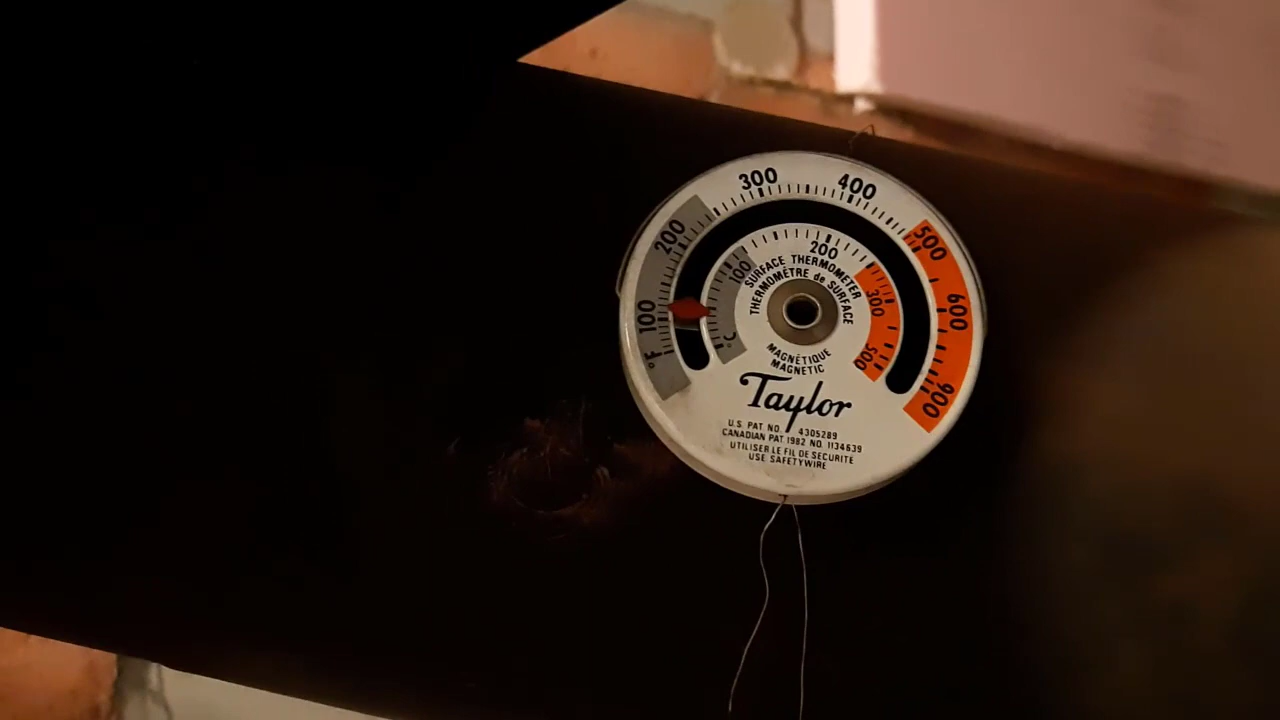 300 400
200 500
100 600
°F 900
200
100 300
°C 500
SURFACE THERMOMETER
THERMOMÈTRE de SURFACE
MAGNÉTIQUE
MAGNETIC
Taylor
U.S. PAT NO. 4305289
CANADIAN PAT 1982 NO. 1134639
UTILISER LE FIL DE SECURITE
USE SAFETYWIRE